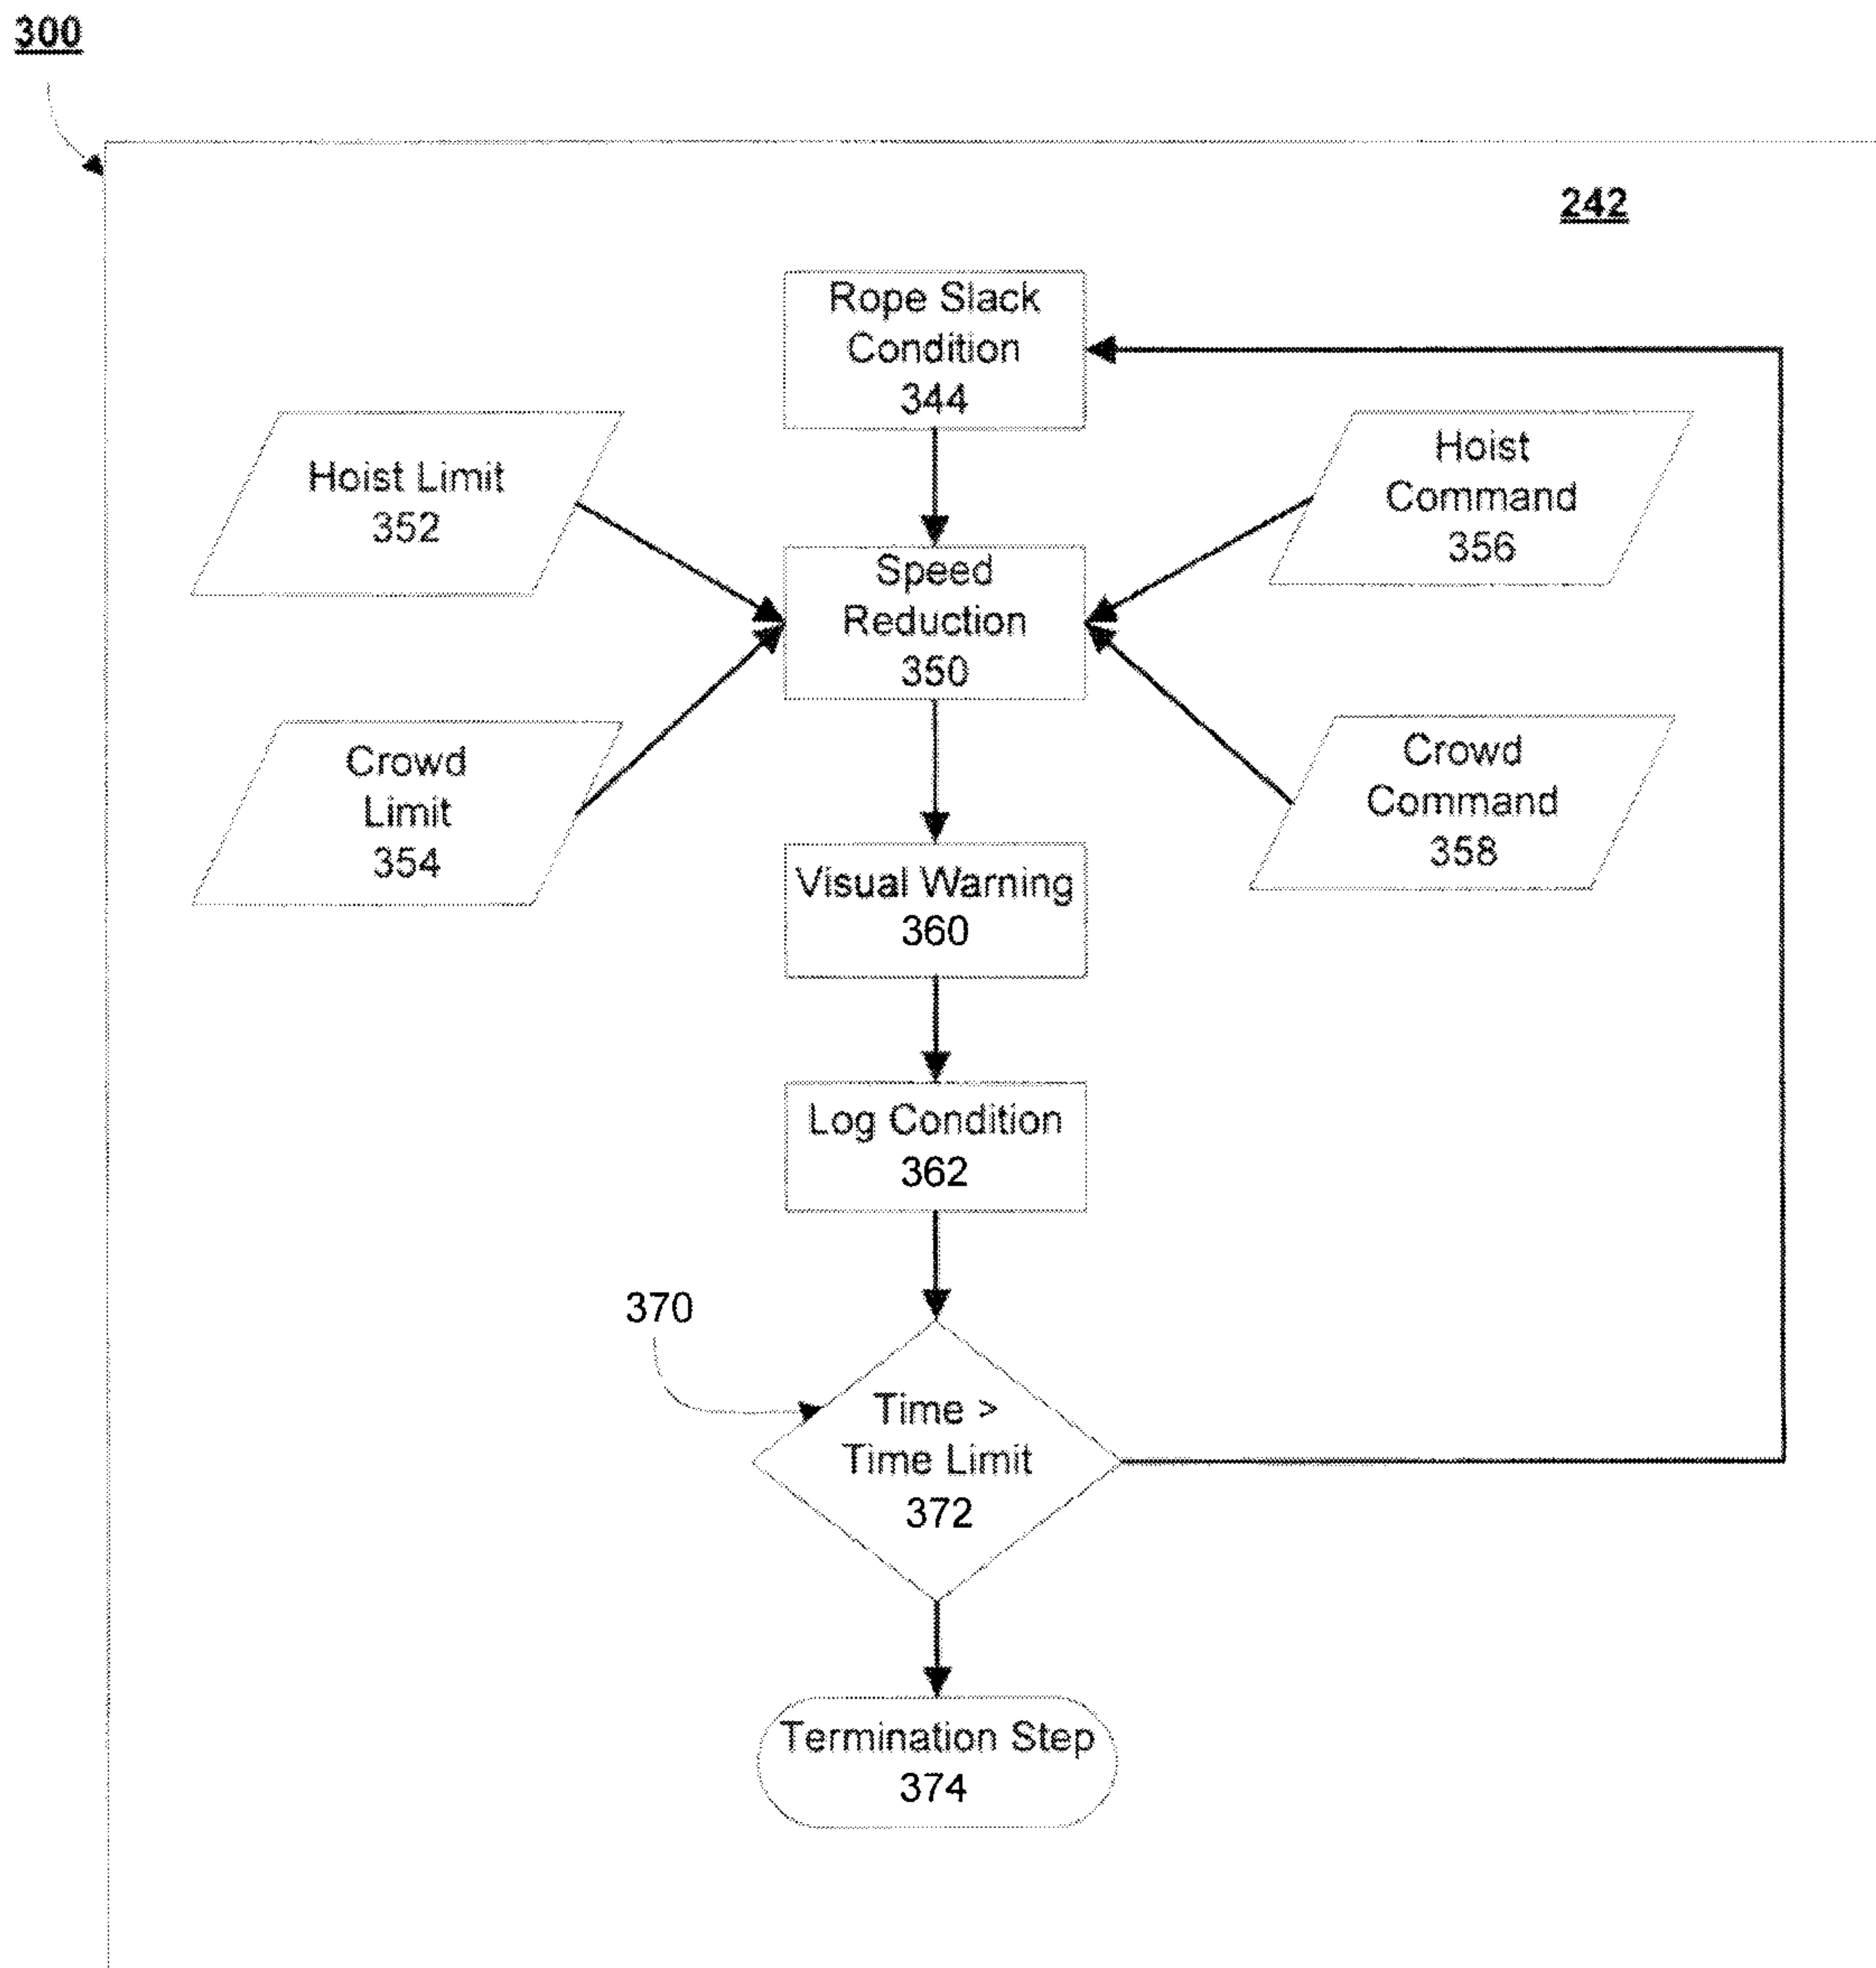 300
242
Rope Slack
Condition
344
Hoist Limit
352
Hoist
Command
356
Speed
Reduction
350
Crowd
Limit
354
Crowd
Command
358
Visual Warning
360
Log Condition
362
370
Time >
Time Limit
372
Termination Step
374